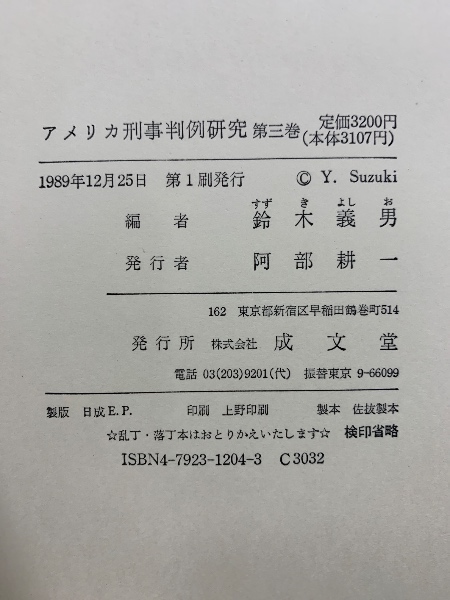 アメリカ刑事判例研究 第三巻 定価3200円
(本体3107円)
1989年12月25日 第1刷発行 © Y. Suzuki
すず き よし お
編者 鈴木義男
発行者 阿部耕一
162 東京都新宿区早稲田鶴巻町514
発行所 株式会社 成文堂
電話 03(203)9201(代) 振替東京 9-66099
製版 日成E.P. 印刷 上野印刷 製本 佐抜製本
☆乱丁・落丁本はおとりかえいたします☆ 検印省略
ISBN4-7923-1204-3 C3032